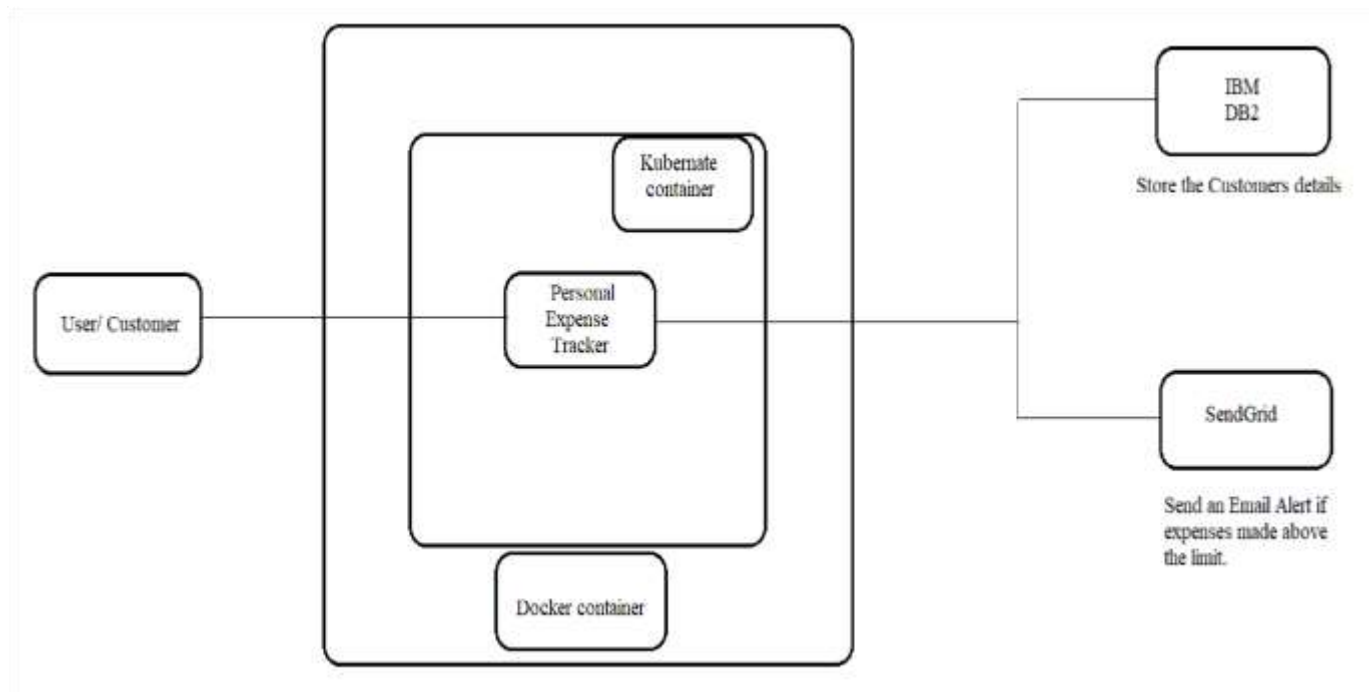 IBM
DB2
Store the Customers details
Kubernate
container
User/ Customer
Personal
Expense
Tracker
SendGrid
Send an Email Alert if
expenses made above
the limit.
Docker container